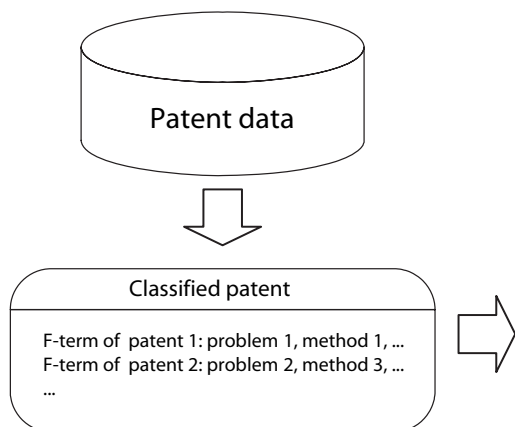 Patent data
Classified patent
F-term of patent 1: problem 1, method 1, ...
F-term of patent 2: problem 2, method 3, ...
...